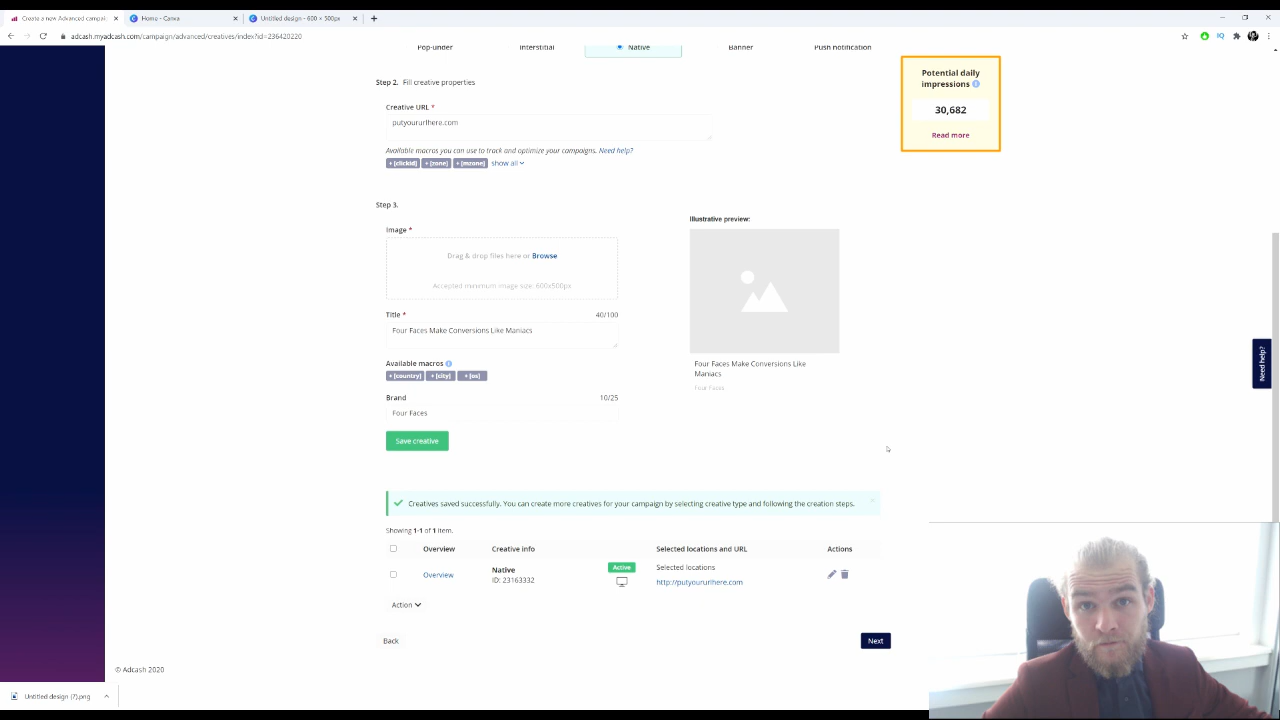 Create a new Advanced campai
Home - Canva
Untitled design - 600 × 500px
adcash.myadcash.com/campaign/advanced/creatives/index?id=236420220
Pop-under
Interstitial
Native
Banner
Push notification
Step 2. Fill creative properties
Potential daily
impressions
30,682
Read more
Creative URL *
putyoururlhere.com
Available macros you can use to track and optimize your campaigns. Need help?
+ [clickid]
+ [zone]
+ [mzone]
show all
Step 3.
Illustrative preview:
Image *
Drag & drop files here or Browse
Accepted minimum image size: 600x500px
Title *
40/100
Four Faces Make Conversions Like Maniacs
Four Faces Make Conversions Like
Maniacs
Four Faces
Available macros
+ [country]
+ [city]
+ [os]
Brand
10/25
Four Faces
Save creative
Need help?
Creatives saved successfully. You can create more creatives for your campaign by selecting creative type and following the creation steps.
Showing 1-1 of 1 item.
Overview
Creative info
Selected locations and URL
Actions
Overview
Native
ID: 23163332
Active
Selected locations
http://putyoururlhere.com
Action
Back
Next
© Adcash 2020
Untitled design (7).png